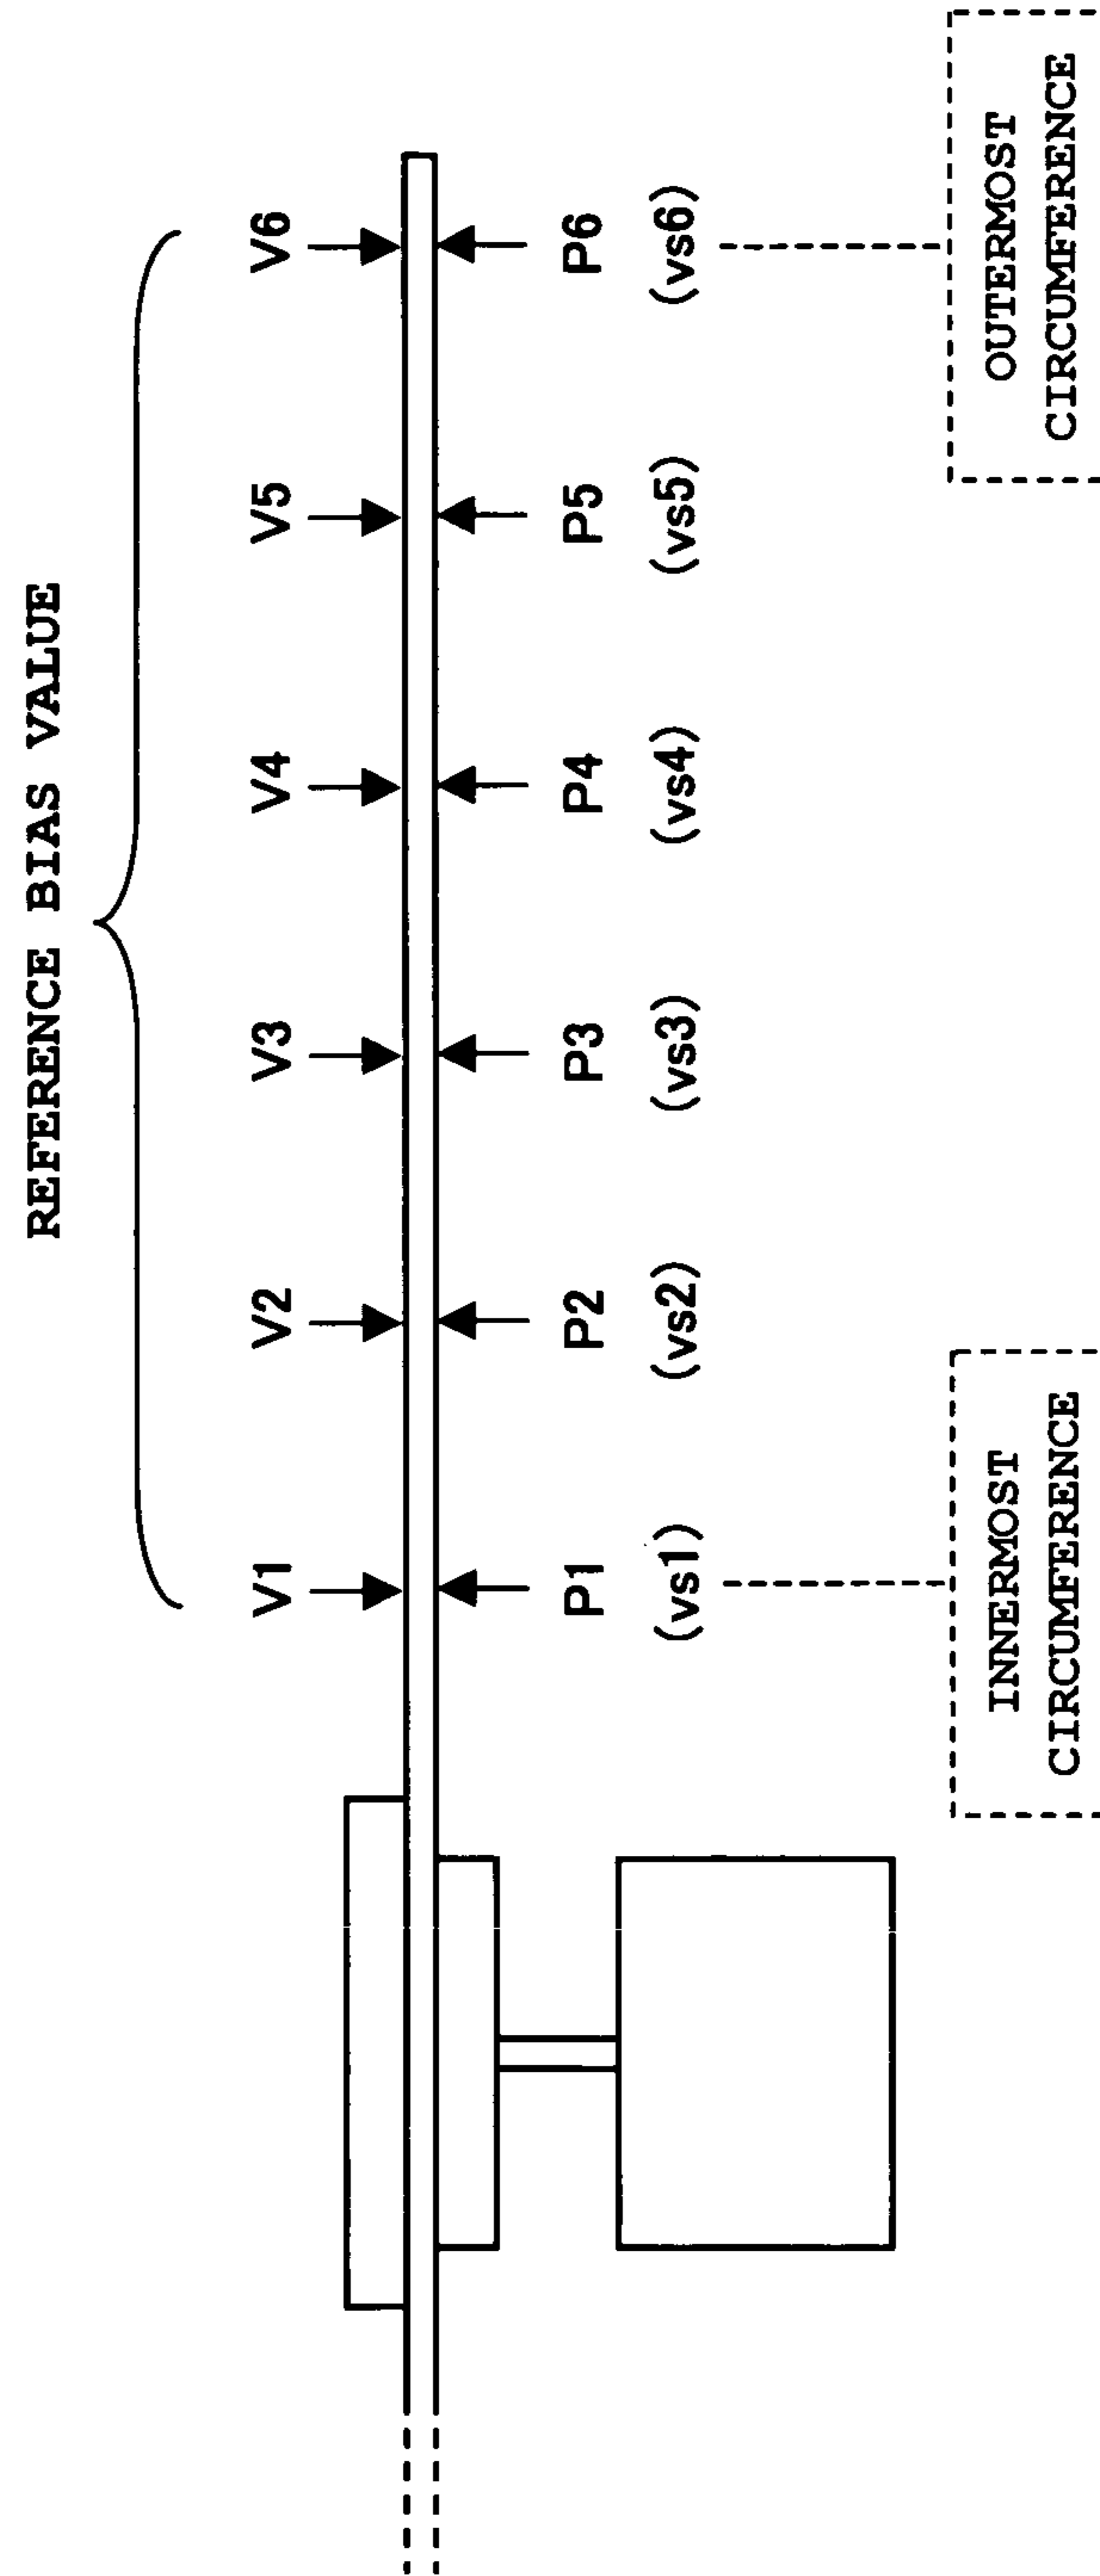 REFERENCE BIAS VALUE
V1 V2 V3 V4 V5 V6
P1 P2 P3 P4 P5 P6
(vs1) (vs2) (vs3) (vs4) (vs5) (vs6)
INNERMOST
CIRCUMFERENCE
OUTERMOST
CIRCUMFERENCE